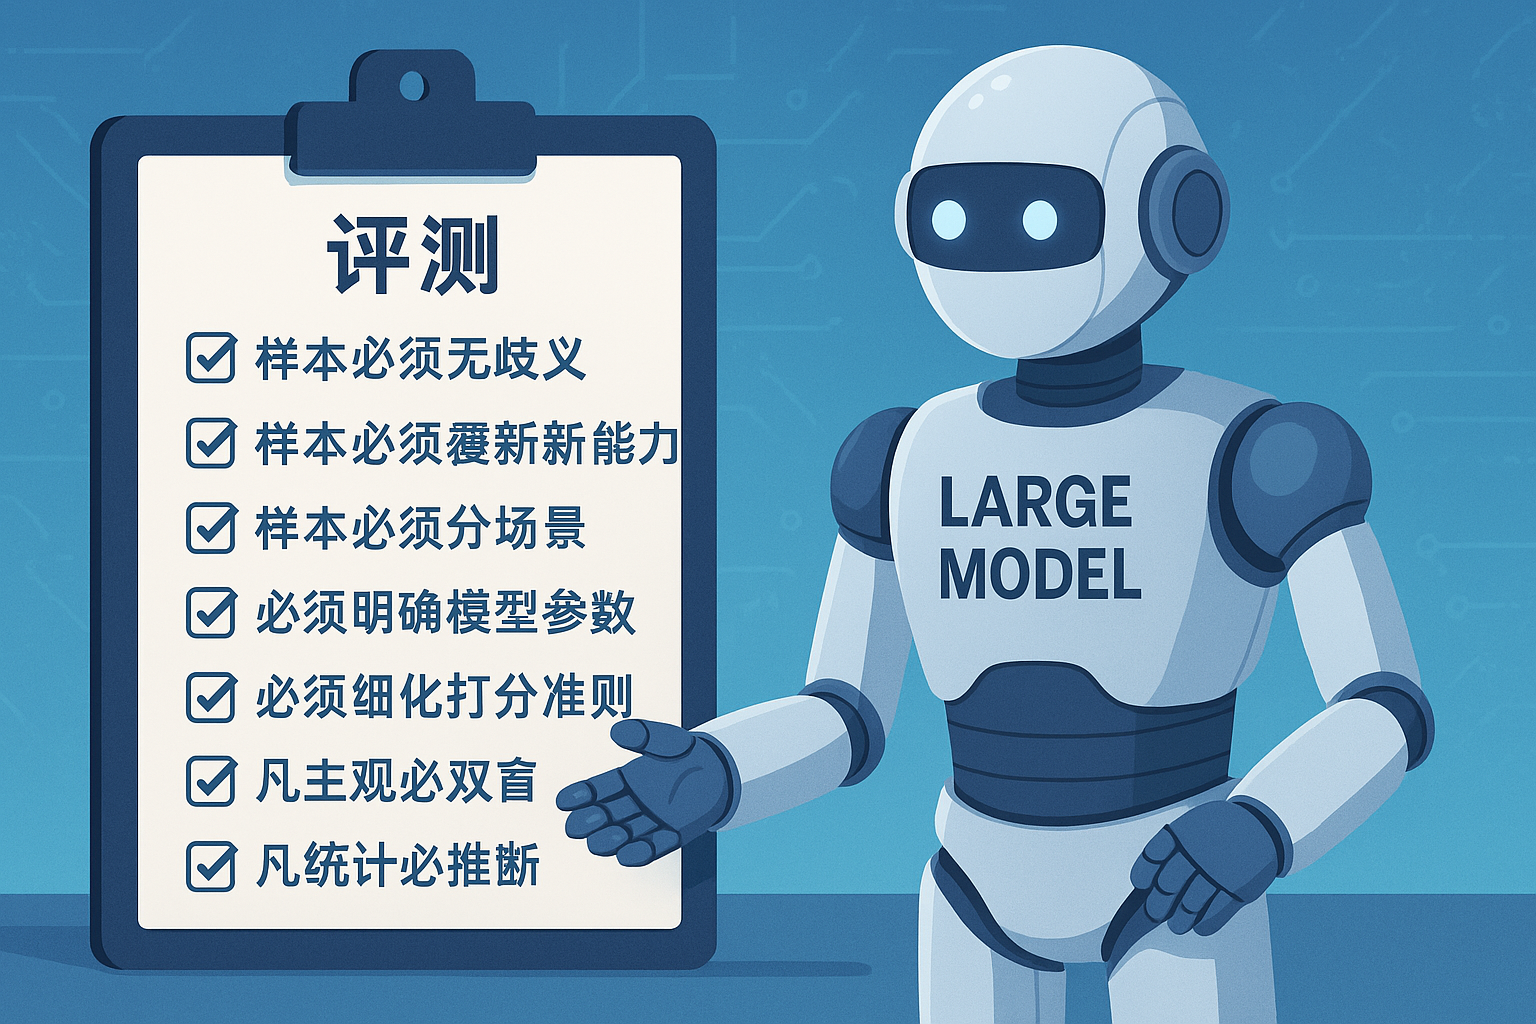 评测
样本必须无歧义
样本必须覆新新能力
样本必须分场景
必须明确模型参数
必须细化打分准则
凡主观必双盲
凡统计必推断
LARGE
MODEL